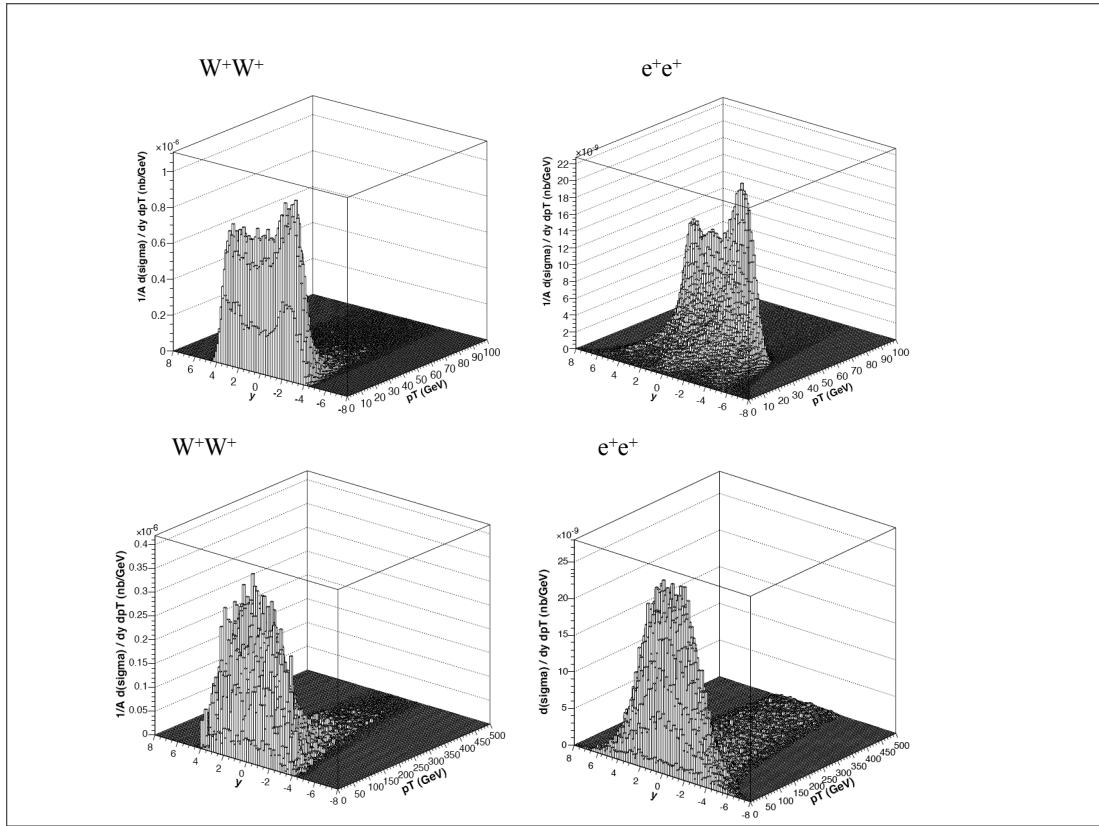 W⁺W⁺
e⁺e⁺
×10⁻⁶
1/A d(sigma) / dy dpT (nb/GeV)
1
0.8
0.6
0.4
0.2
0
8 6 4 2 0 -2 -4 -6 -8
y
0 10 20 30 40 50 60 70 80 90 100
pT (GeV)
×10⁻⁹
1/A d(sigma) / dy dpT (nb/GeV)
22
20
18
16
14
12
10
8
6
4
2
0
8 6 4 2 0 -2 -4 -6 -8
y
0 10 20 30 40 50 60 70 80 90 100
pT (GeV)
W⁺W⁺
e⁺e⁺
×10⁻⁶
1/A d(sigma) / dy dpT (nb/GeV)
0.4
0.35
0.3
0.25
0.2
0.15
0.1
0.05
0
8 6 4 2 0 -2 -4 -6 -8
y
0 50 100 150 200 250 300 350 400 450 500
pT (GeV)
×10⁻⁹
d(sigma) / dy dpT (nb/GeV)
25
20
15
10
5
0
8 6 4 2 0 -2 -4 -6 -8
y
0 50 100 150 200 250 300 350 400 450 500
pT (GeV)